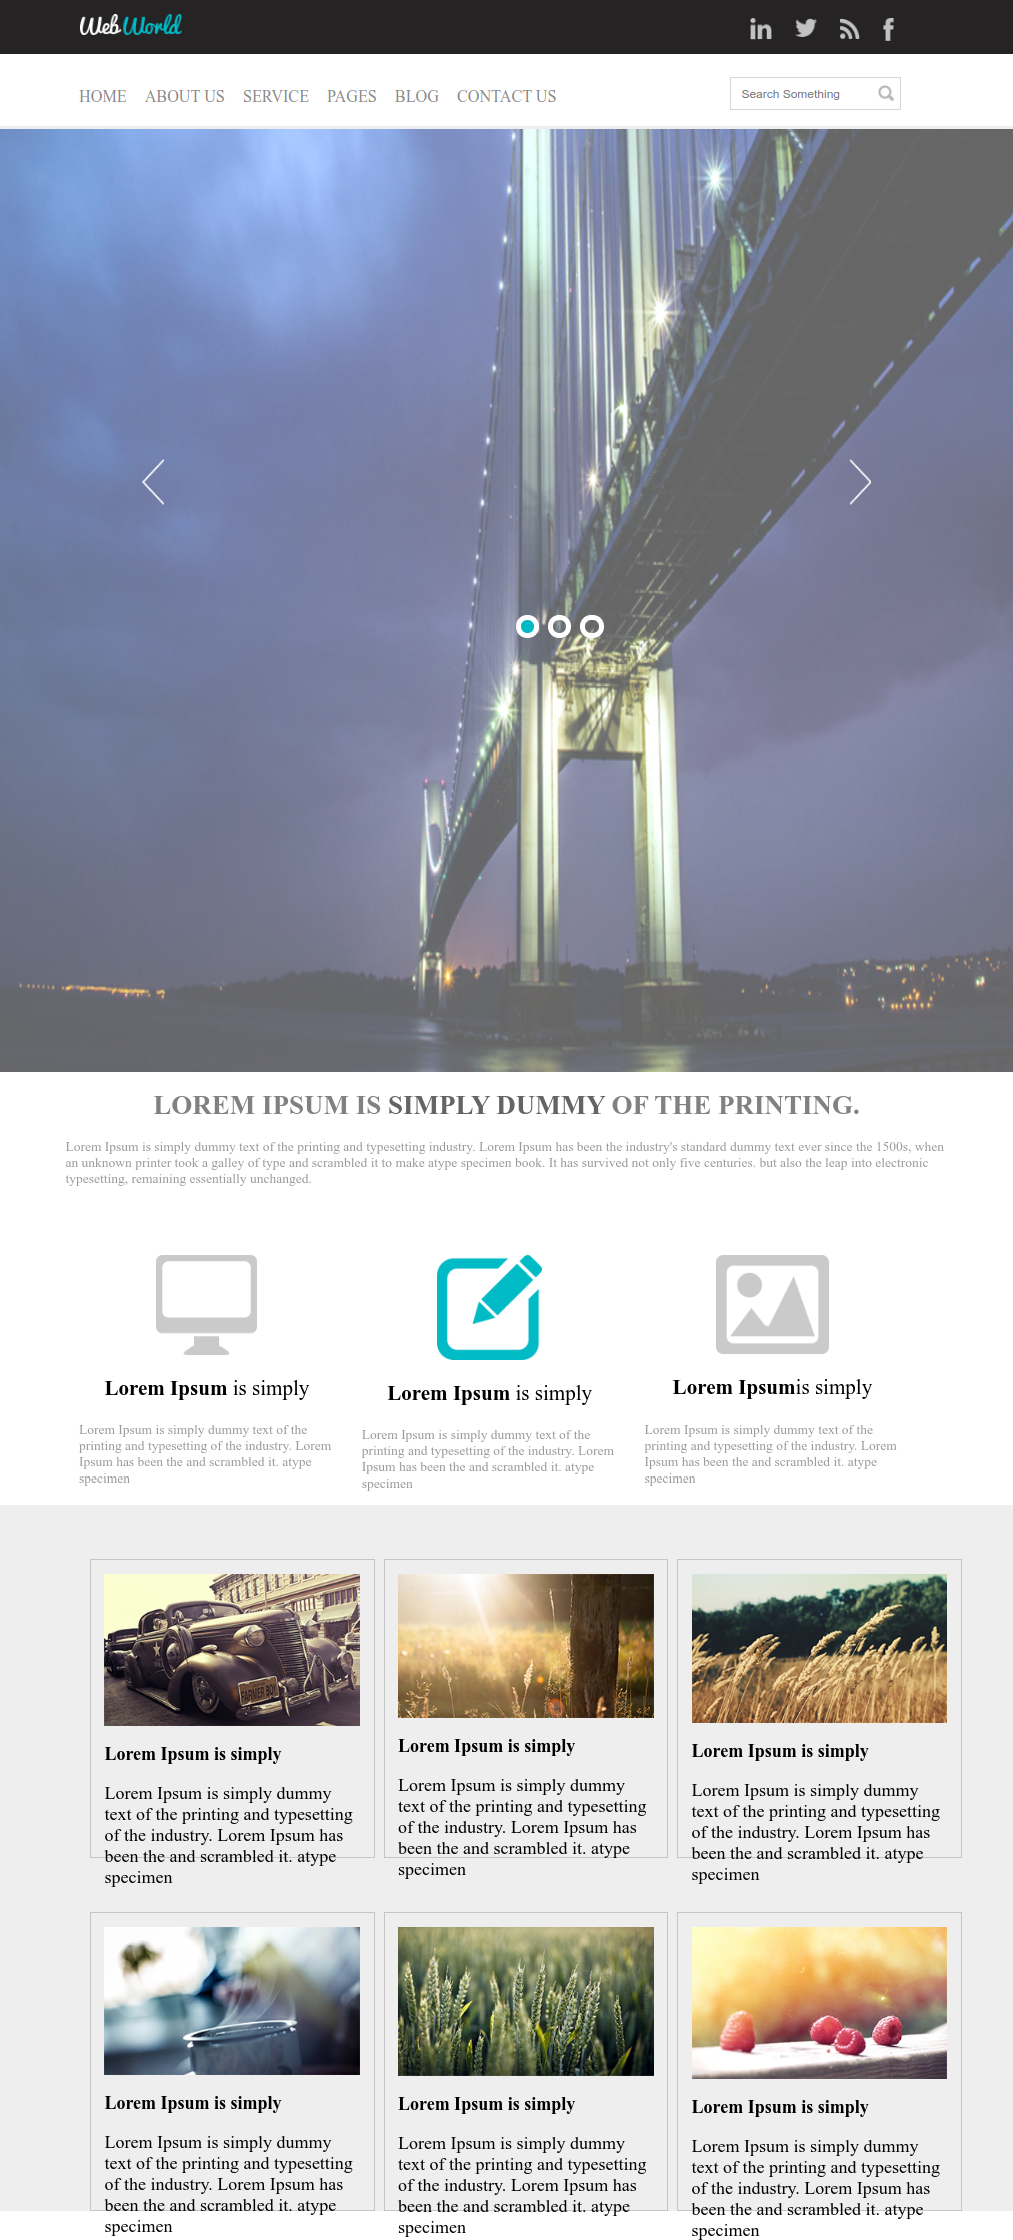 Web World
HOME ABOUT US SERVICE PAGES BLOG CONTACT US
Search Something
LOREM IPSUM IS SIMPLY DUMMY OF THE PRINTING.
Lorem Ipsum is simply dummy text of the printing and typesetting industry. Lorem Ipsum has been the industry's standard dummy text ever since the 1500s, when
an unknown printer took a galley of type and scrambled it to make atype specimen book. It has survived not only five centuries. but also the leap into electronic
typesetting, remaining essentially unchanged.
Lorem Ipsum is simply
Lorem Ipsum is simply dummy text of the
printing and typesetting of the industry. Lorem
Ipsum has been the and scrambled it. atype
specimen
Lorem Ipsum is simply
Lorem Ipsum is simply dummy text of the
printing and typesetting of the industry. Lorem
Ipsum has been the and scrambled it. atype
specimen
Lorem Ipsumis simply
Lorem Ipsum is simply dummy text of the
printing and typesetting of the industry. Lorem
Ipsum has been the and scrambled it. atype
specimen
FARMER BOY
Lorem Ipsum is simply
Lorem Ipsum is simply dummy
text of the printing and typesetting
of the industry. Lorem Ipsum has
been the and scrambled it. atype
specimen
Lorem Ipsum is simply
Lorem Ipsum is simply dummy
text of the printing and typesetting
of the industry. Lorem Ipsum has
been the and scrambled it. atype
specimen
Lorem Ipsum is simply
Lorem Ipsum is simply dummy
text of the printing and typesetting
of the industry. Lorem Ipsum has
been the and scrambled it. atype
specimen
Lorem Ipsum is simply
Lorem Ipsum is simply dummy
text of the printing and typesetting
of the industry. Lorem Ipsum has
been the and scrambled it. atype
specimen
Lorem Ipsum is simply
Lorem Ipsum is simply dummy
text of the printing and typesetting
of the industry. Lorem Ipsum has
been the and scrambled it. atype
specimen
Lorem Ipsum is simply
Lorem Ipsum is simply dummy
text of the printing and typesetting
of the industry. Lorem Ipsum has
been the and scrambled it. atype
specimen